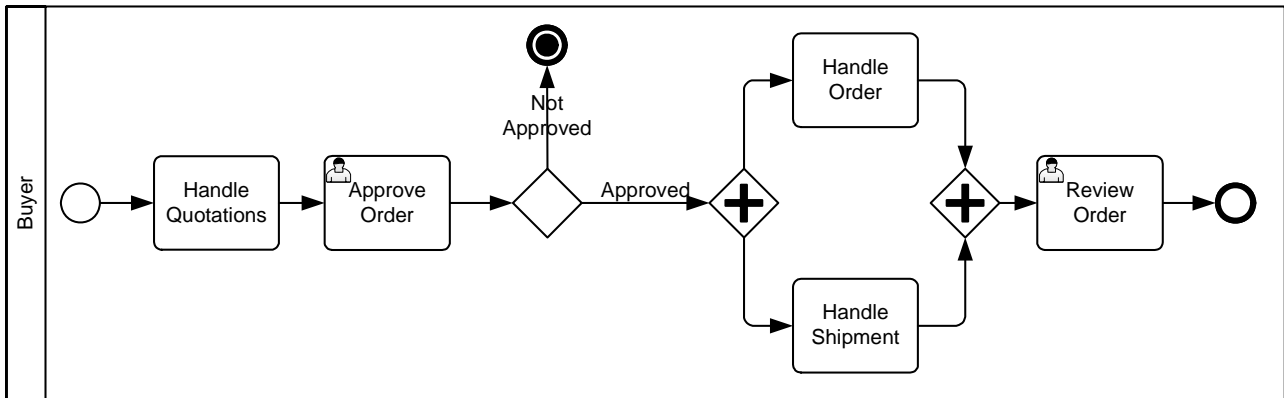 Buyer
Handle
Quotations
Approve
Order
Not
Approved
Approved
Handle
Order
Handle
Shipment
Review
Order